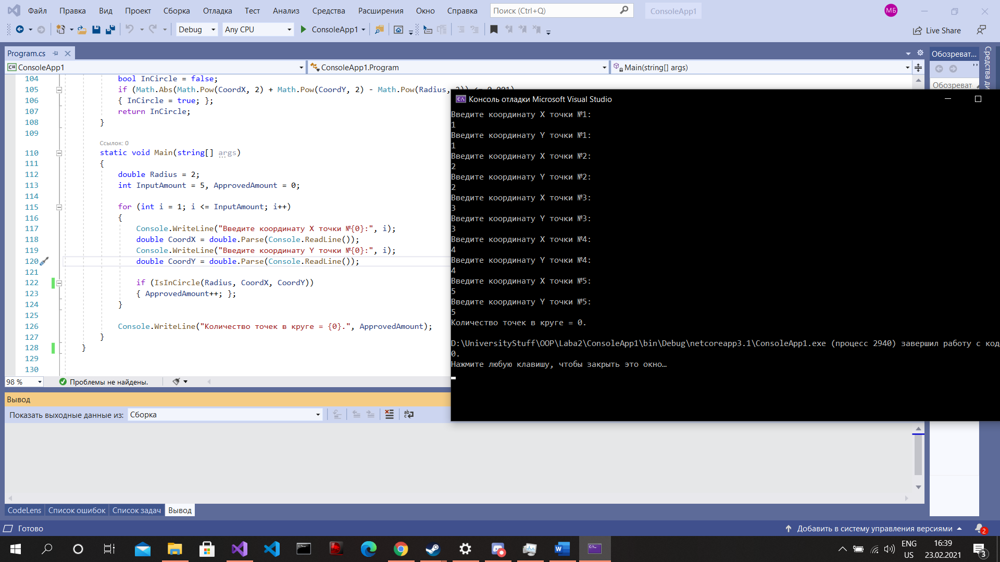 Файл Правка Вид Проект Сборка Отладка Тест Анализ Средства Расширения Окно Справка Поиск (Ctrl+Q) ConsoleApp1 МБ
Debug Any CPU ConsoleApp1 Live Share
Program.cs
Обозреват...
Средства ди
ConsoleApp1 ConsoleApp1.Program Main(string[] args)
Обозреват
104 bool InCircle = false;
105 if (Math.Abs(Math.Pow(CoordX, 2) + Math.Pow(CoordY, 2) - Math.Pow(Radius, 2)) <= 0.001)
106 { InCircle = true; };
107 return InCircle;
108 }
109
Ссылок: 0
110 static void Main(string[] args)
111 {
112 double Radius = 2;
113 int InputAmount = 5, ApprovedAmount = 0;
114
115 for (int i = 1; i <= InputAmount; i++)
116 {
117 Console.WriteLine("Введите координату X точки №{0}:", i);
118 double CoordX = double.Parse(Console.ReadLine());
119 Console.WriteLine("Введите координату Y точки №{0}:", i);
120 double CoordY = double.Parse(Console.ReadLine());
121
122 if (IsInCircle(Radius, CoordX, CoordY))
123 { ApprovedAmount++; };
124 }
125
126 Console.WriteLine("Количество точек в круге = {0}.", ApprovedAmount);
127 }
128 }
129
130
98 % Проблемы не найдены.
Консоль отладки Microsoft Visual Studio
Введите координату X точки №1:
1
Введите координату Y точки №1:
1
Введите координату X точки №2:
2
Введите координату Y точки №2:
2
Введите координату X точки №3:
3
Введите координату Y точки №3:
3
Введите координату X точки №4:
4
Введите координату Y точки №4:
4
Введите координату X точки №5:
5
Введите координату Y точки №5:
5
Количество точек в круге = 0.
D:\UniversityStuff\OOP\Laba2\ConsoleApp1\bin\Debug\netcoreapp3.1\ConsoleApp1.exe (процесс 2940) завершил работу с код
0.
Нажмите любую клавишу, чтобы закрыть это окно…
Вывод
Показать выходные данные из: Сборка
CodeLens Список ошибок Список задач Вывод
Готово Добавить в систему управления версиями 2
ENG
US
16:39
23.02.2021
3